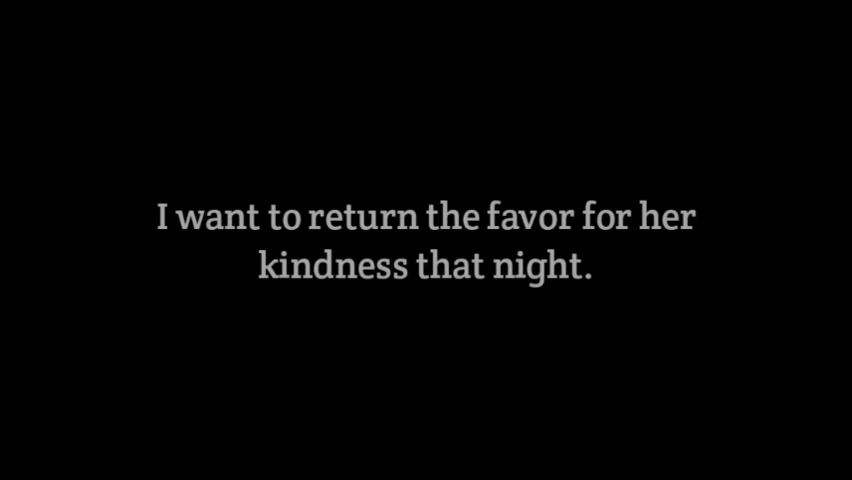 I want to return the favor for her
kindness that night.